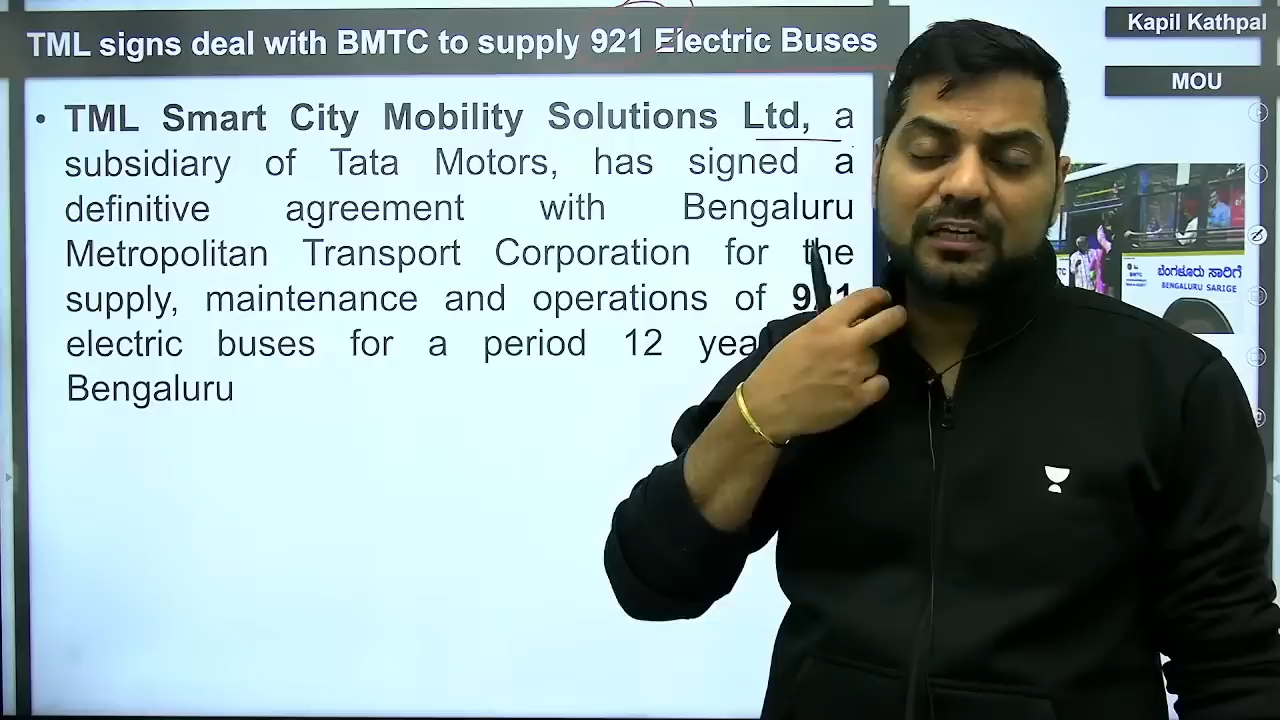 TML signs deal with BMTC to supply 921 Electric Buses
Kapil Kathpal
MOU
• TML Smart City Mobility Solutions Ltd, a
subsidiary of Tata Motors, has signed a
definitive agreement with Bengaluru
Metropolitan Transport Corporation for the
supply, maintenance and operations of 921
electric buses for a period 12
Bengaluru
ಬೆಂಗಳೂರು ಸಾರಿಗೆ
BENGALURU SARIGE